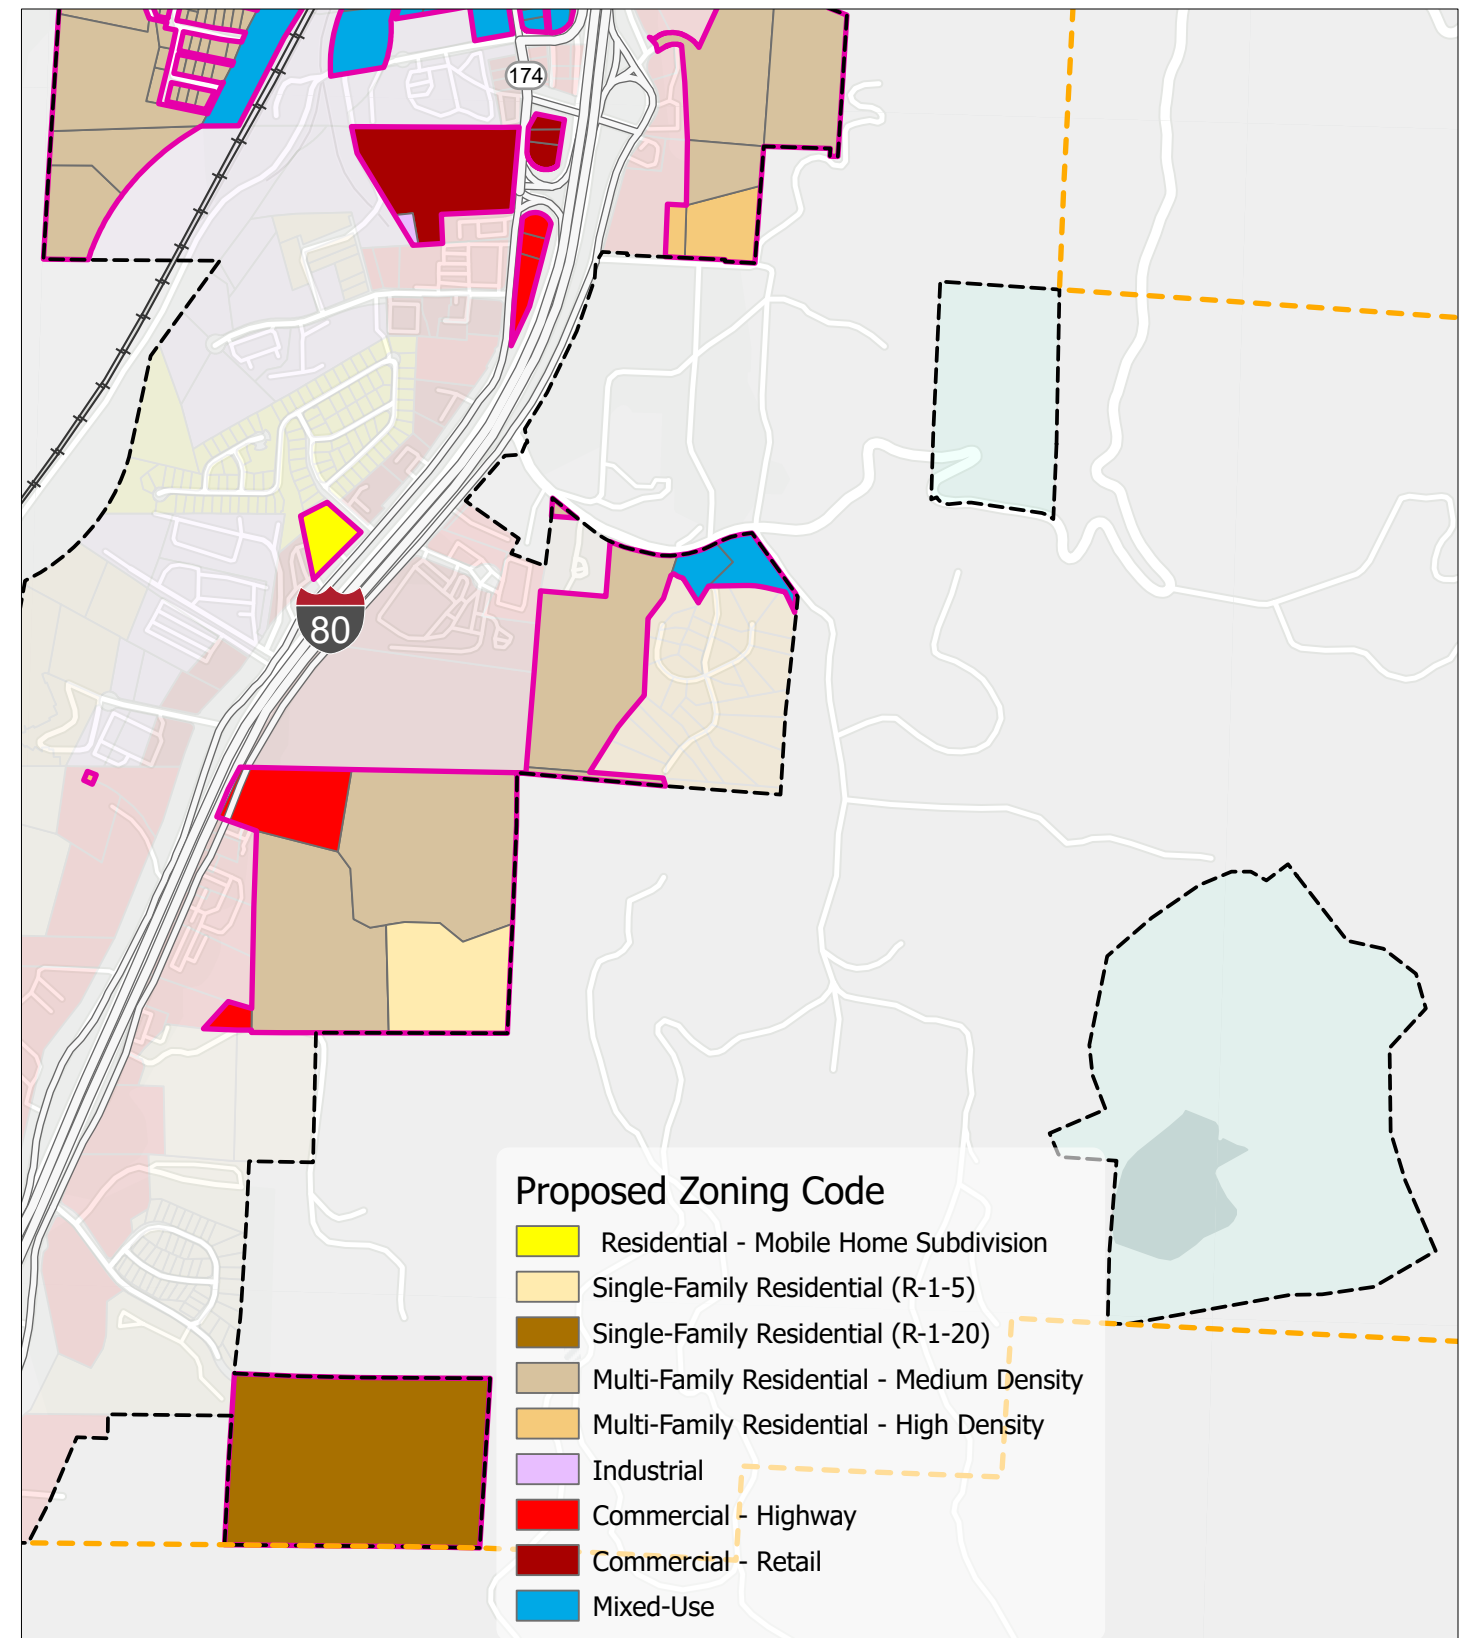 174
80
Proposed Zoning Code
Residential - Mobile Home Subdivision
Single-Family Residential (R-1-5)
Single-Family Residential (R-1-20)
Multi-Family Residential - Medium Density
Multi-Family Residential - High Density
Industrial
Commercial - Highway
Commercial - Retail
Mixed-Use